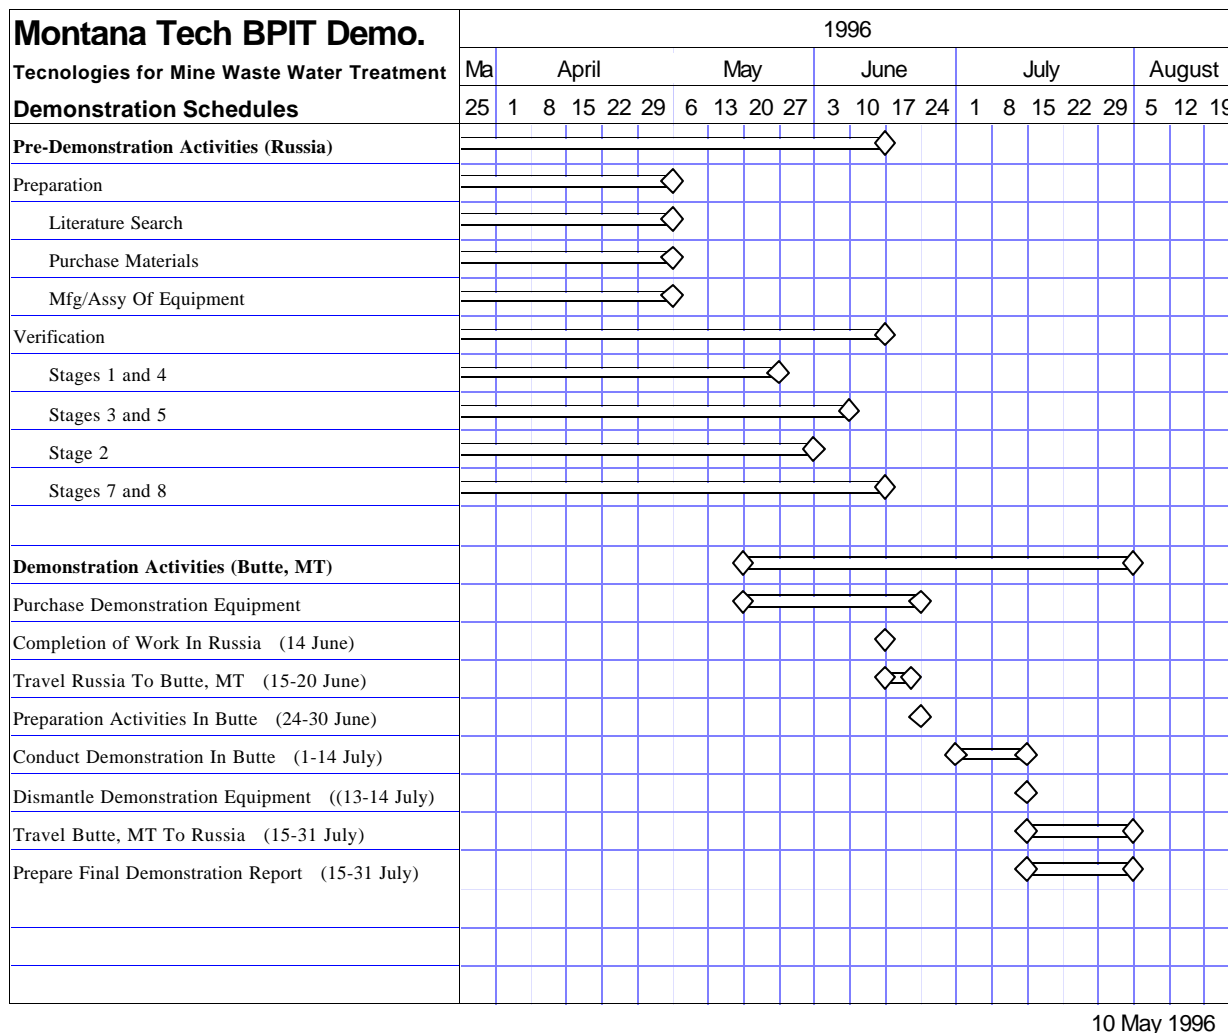 Montana Tech BPIT Demo.
1996
Tecnologies for Mine Waste Water Treatment
Ma April May June July August
Demonstration Schedules
25 1 8 15 22 29 6 13 20 27 3 10 17 24 1 8 15 22 29 5 12 19
Pre-Demonstration Activities (Russia)
Preparation
Literature Search
Purchase Materials
Mfg/Assy Of Equipment
Verification
Stages 1 and 4
Stages 3 and 5
Stage 2
Stages 7 and 8
Demonstration Activities (Butte, MT)
Purchase Demonstration Equipment
Completion of Work In Russia (14 June)
Travel Russia To Butte, MT (15-20 June)
Preparation Activities In Butte (24-30 June)
Conduct Demonstration In Butte (1-14 July)
Dismantle Demonstration Equipment ((13-14 July)
Travel Butte, MT To Russia (15-31 July)
Prepare Final Demonstration Report (15-31 July)
10 May 1996